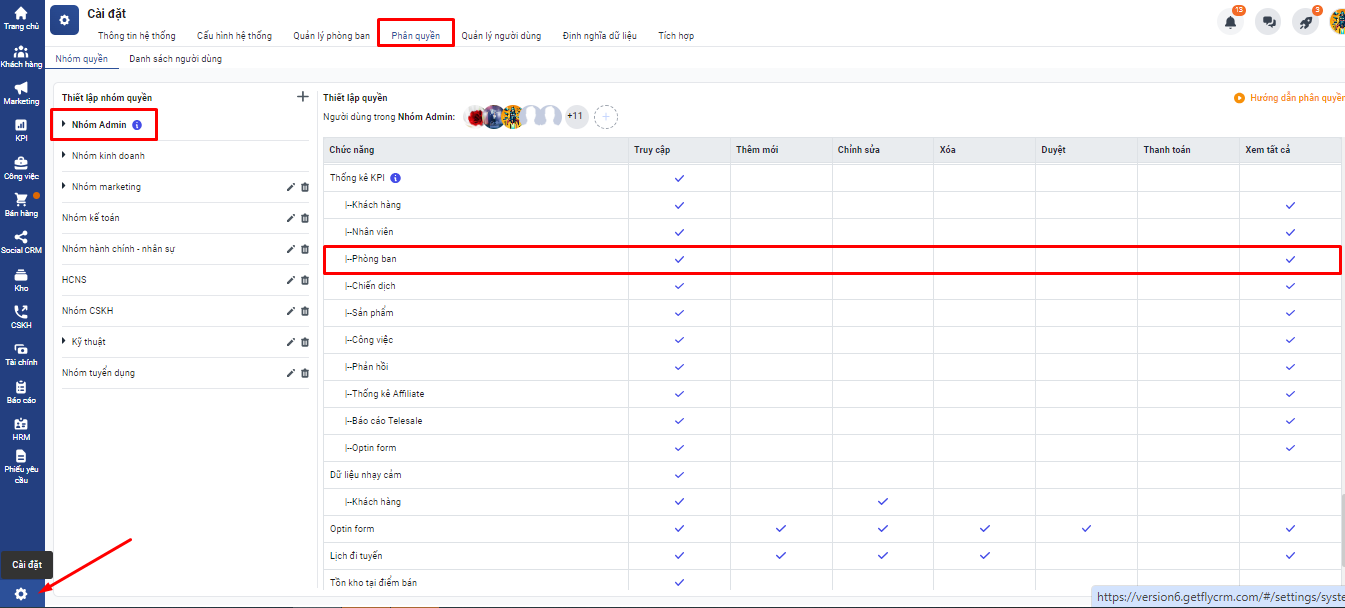 Trang chủ
Khách hàng
Marketing
KPI
Công việc
Bán hàng
Social CRM
Kho
CSKH
Tài chính
Báo cáo
HRM
Phiếu yêu
cầu
Cài đặt
Cài đặt
13
3
Thông tin hệ thống Cấu hình hệ thống Quản lý phòng ban Phân quyền Quản lý người dùng Định nghĩa dữ liệu Tích hợp
Nhóm quyền Danh sách người dùng
Thiết lập nhóm quyền
Nhóm Admin
Nhóm kinh doanh
Nhóm marketing
Nhóm kế toán
Nhóm hành chính - nhân sự
HCNS
Nhóm CSKH
Kỹ thuật
Nhóm tuyển dụng
Thiết lập quyền
Hướng dẫn phân quyền
Người dùng trong Nhóm Admin: +11
Chức năng Truy cập Thêm mới Chỉnh sửa Xóa Duyệt Thanh toán Xem tất cả
Thống kê KPI
|--Khách hàng
|--Nhân viên
|--Phòng ban
|--Chiến dịch
|--Sản phẩm
|--Công việc
|--Phản hồi
|--Thống kê Affiliate
|--Báo cáo Telesale
|--Optin form
Dữ liệu nhạy cảm
|--Khách hàng
Optin form
Lịch đi tuyến
Tồn kho tại điểm bán
https://version6.getflycrm.com/#/settings/syste